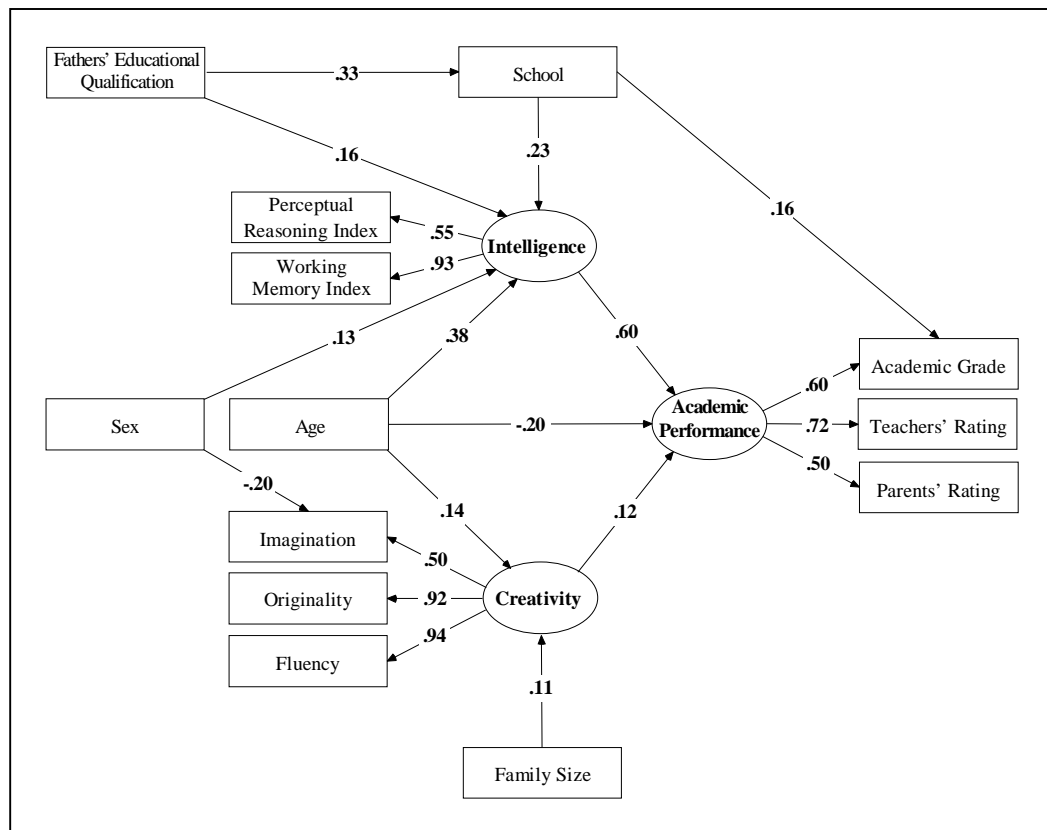 Fathers' Educational
Qualification
.33
School
.16
.23
.16
Perceptual
Reasoning Index
.55
Intelligence
Working
Memory Index
.93
.13
.38
.60
Academic Grade
.60
Sex
Age
-.20
Academic
Performance
.72
Teachers' Rating
.50
Parents' Rating
-.20
.14
.12
Imagination
.50
Originality
.92
Creativity
Fluency
.94
.11
Family Size